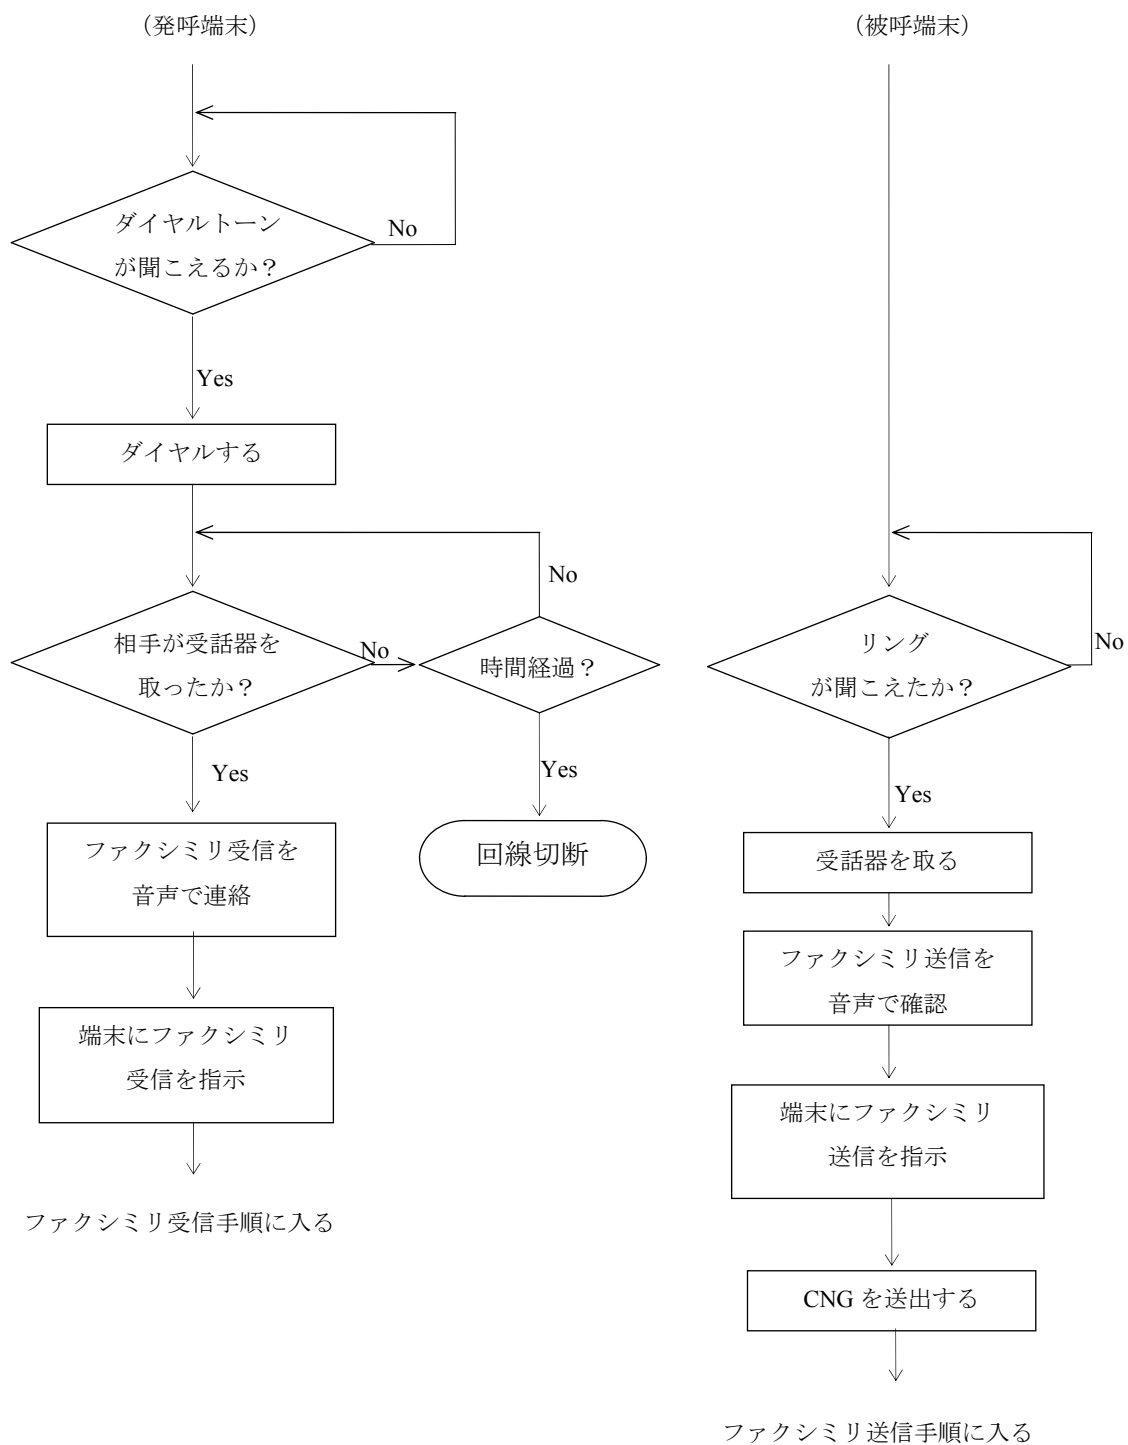 （発呼端末）
ダイヤルトーン
が聞こえるか？
No
Yes
ダイヤルする
No
相手が受話器を
取ったか？
No
時間経過？
Yes
Yes
ファクシミリ受信を
音声で連絡
回線切断
端末にファクシミリ
受信を指示
ファクシミリ受信手順に入る
（被呼端末）
リング
が聞こえたか？
No
Yes
受話器を取る
ファクシミリ送信を
音声で確認
端末にファクシミリ
送信を指示
CNG を送出する
ファクシミリ送信手順に入る